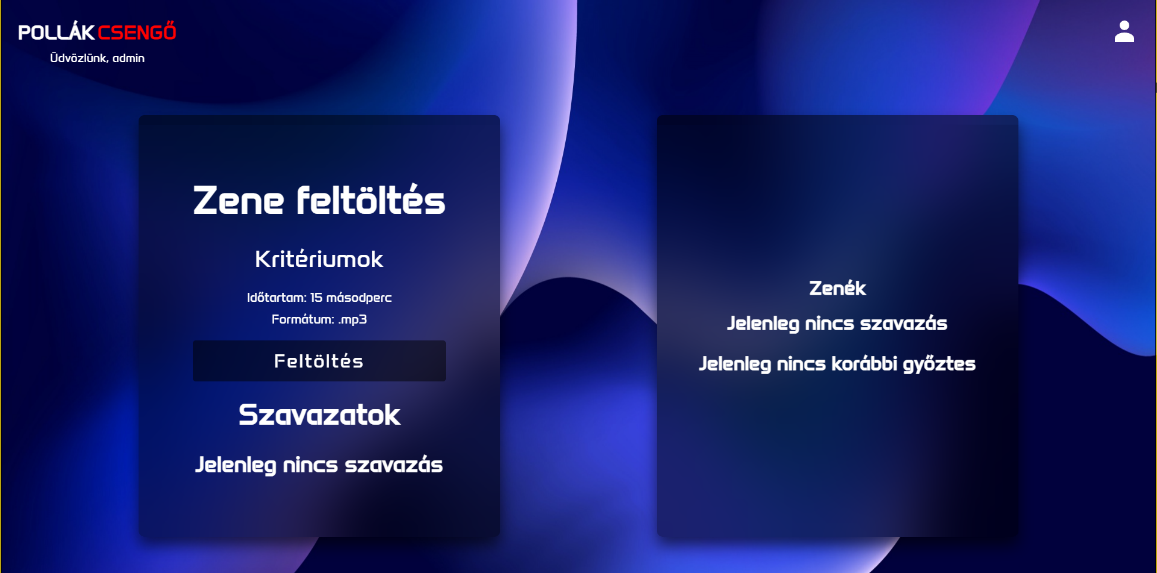 POLLÁK CSENGŐ
Üdvözlünk, admin
Zene feltöltés
Kritériumok
Időtartam: 15 másodperc
Formátum: .mp3
Feltöltés
Szavazatok
Jelenleg nincs szavazás
Zenék
Jelenleg nincs szavazás
Jelenleg nincs korábbi győztes